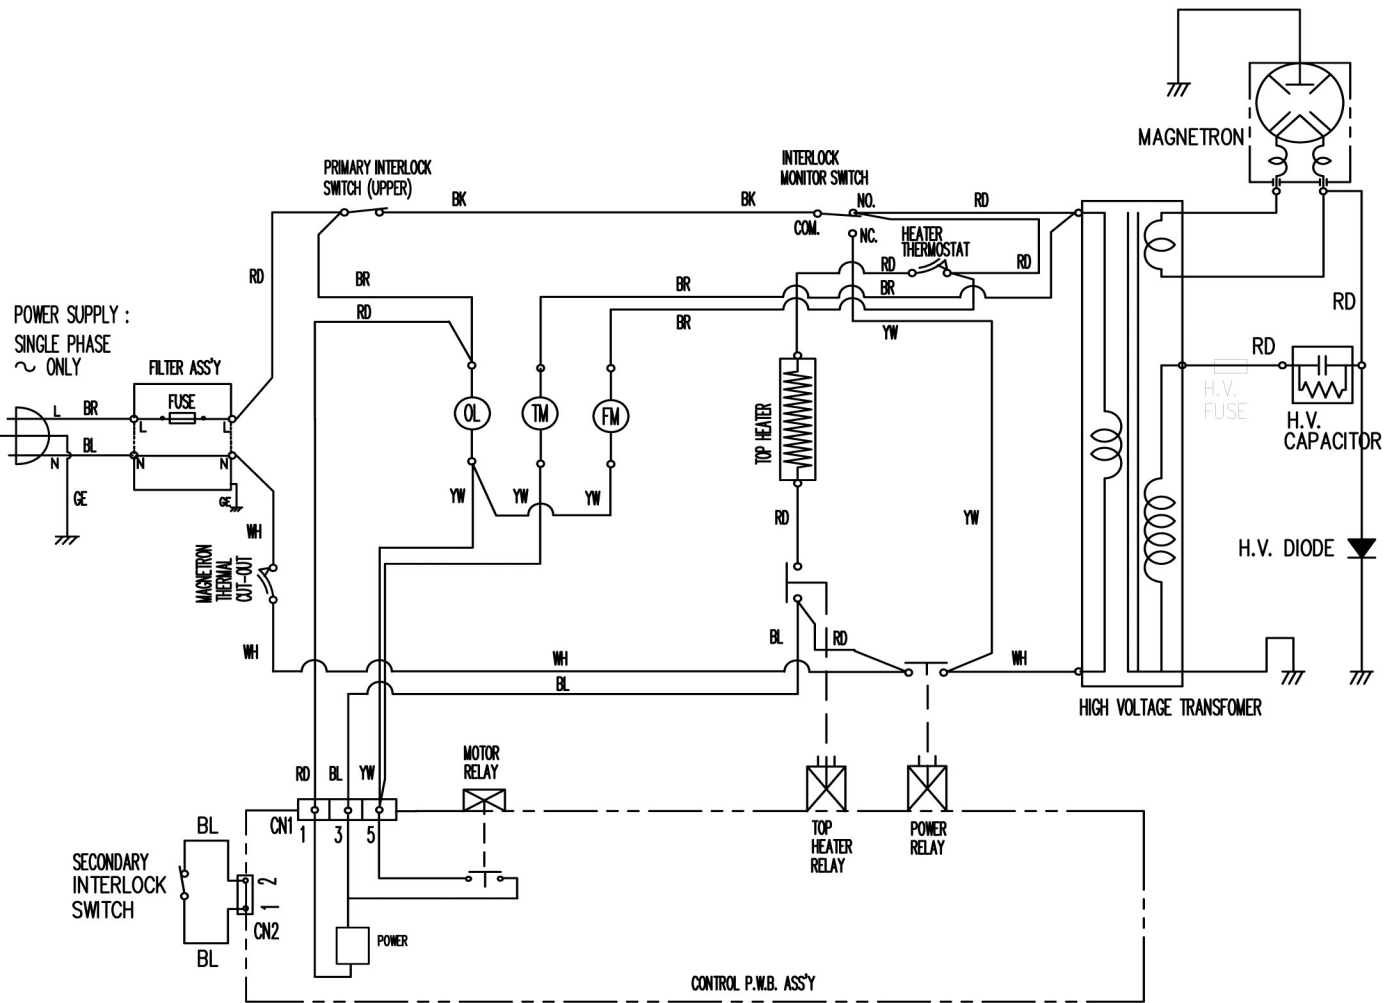 MAGNETRON
PRIMARY INTERLOCK
SWITCH (UPPER)
INTERLOCK
MONITOR SWITCH
BK
BK
NO.
RD
COM.
NC.
HEATER
THERMOSTAT
RD
RD
RD
BR
BR
BR
RD
BR
YW
RD
POWER SUPPLY :
SINGLE PHASE
~ ONLY
FILTER ASS'Y
FUSE
L
BR
L
L
BL
N
N
N
GE
GE
WH
OL
TM
FM
TOP HEATER
RD
H.V.
FUSE
H.V.
CAPACITOR
YW
YW
YW
RD
YW
MAGNETRON
THERMAL
CUT-OUT
H.V. DIODE
BL
RD
WH
WH
WH
BL
HIGH VOLTAGE TRANSFOMER
RD
BL
YW
MOTOR
RELAY
CN1
1
3
5
TOP
HEATER
RELAY
POWER
RELAY
BL
SECONDARY
INTERLOCK
SWITCH
2
1
CN2
BL
POWER
CONTROL P.W.B. ASS'Y